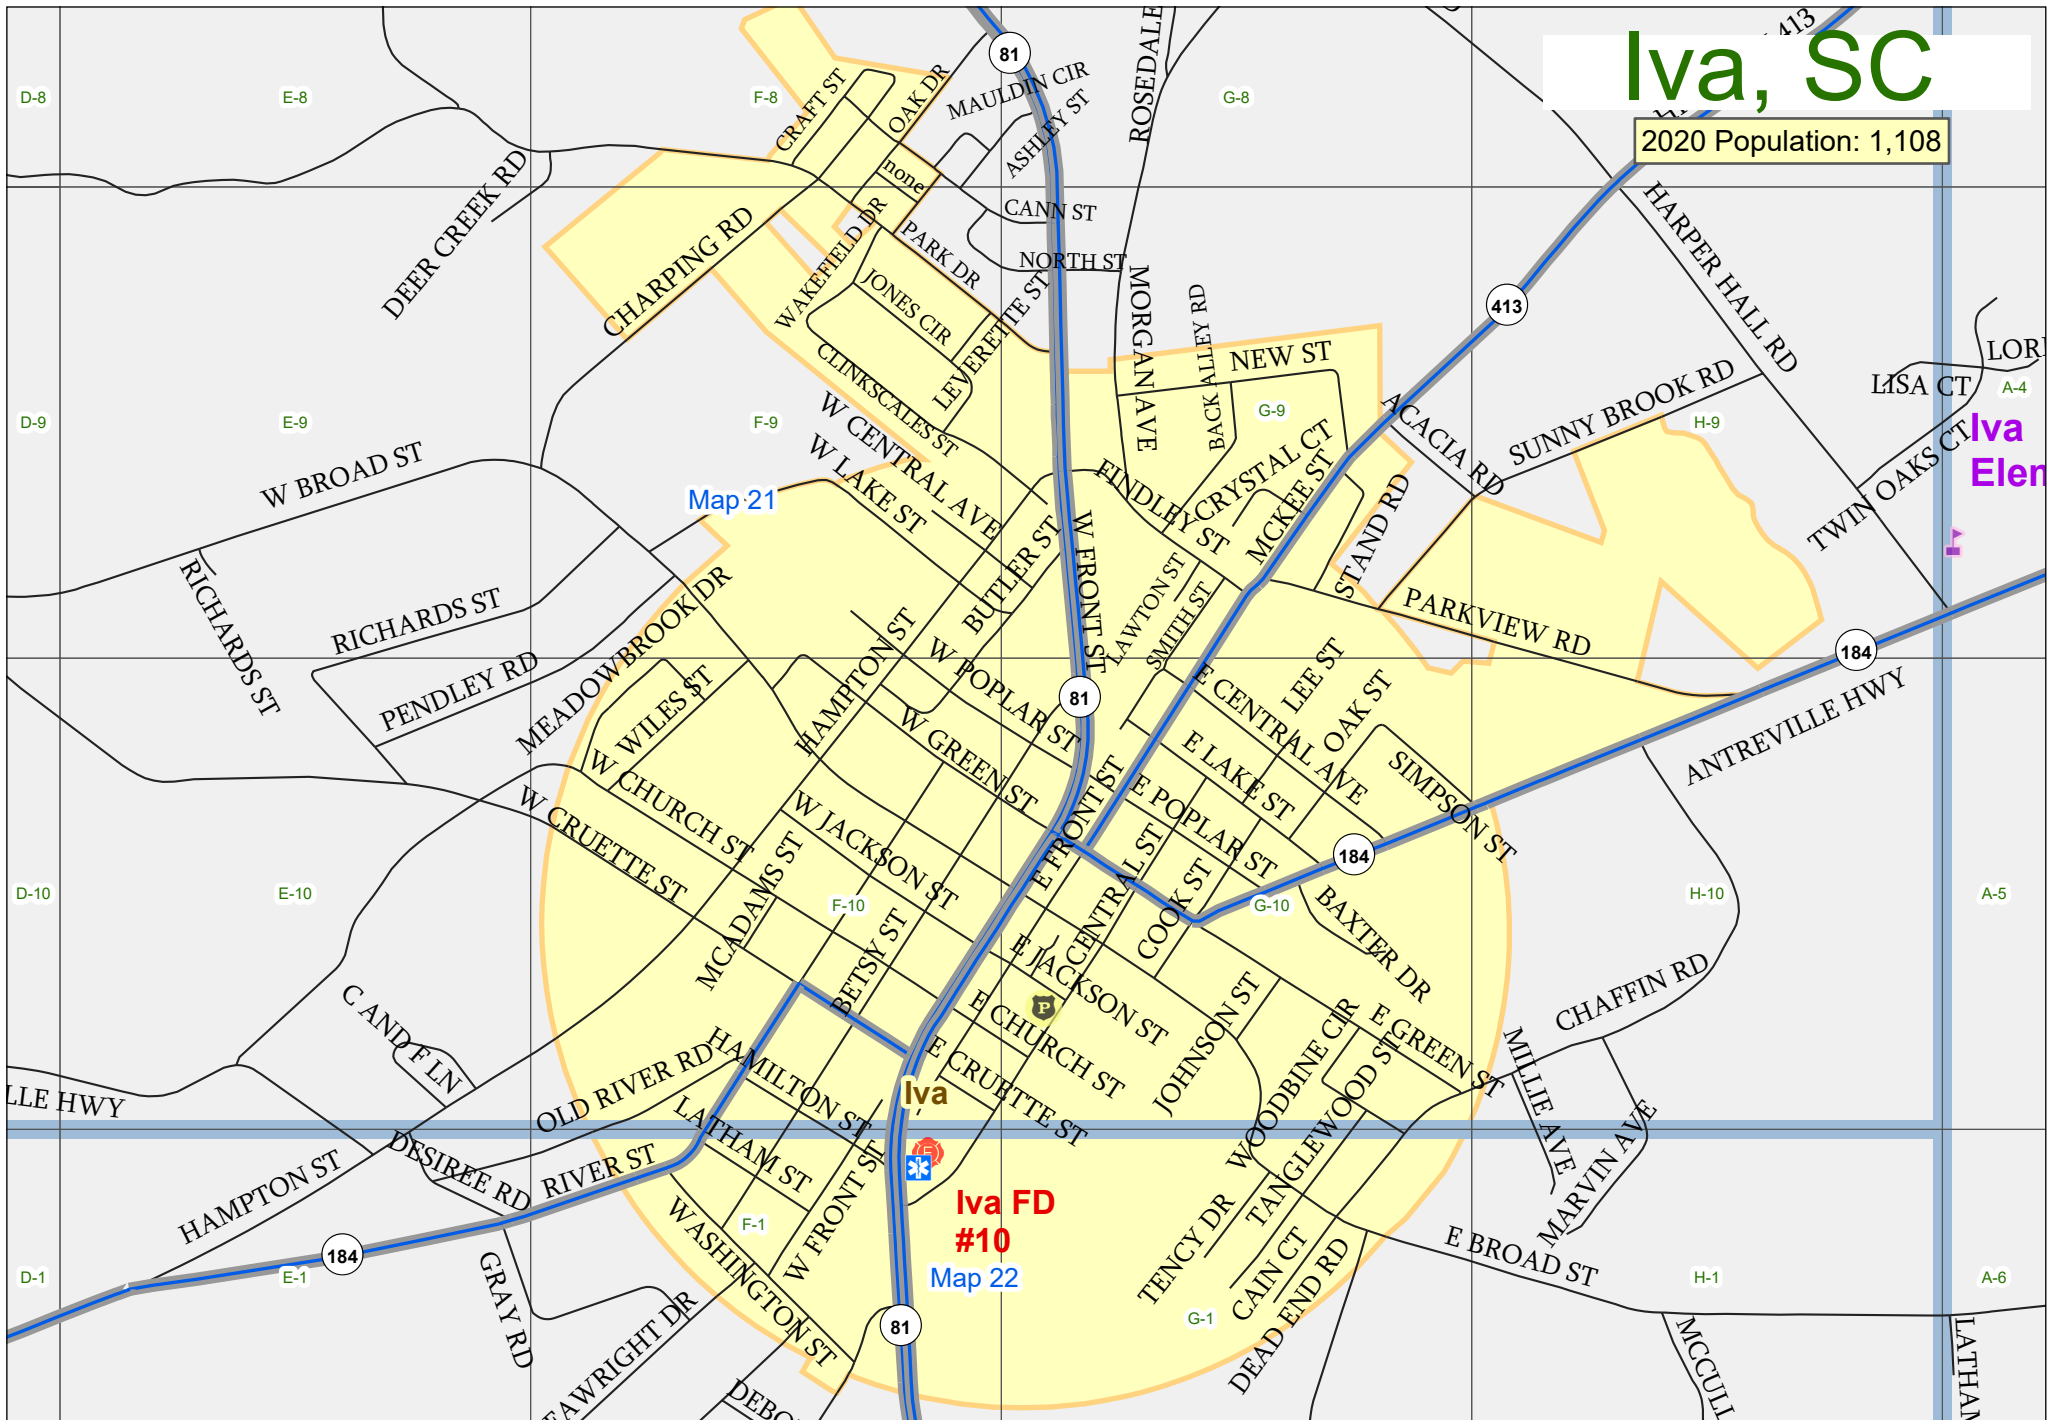 Iva, SC
2020 Population: 1,108
413
81
MAULDIN CIR
ROSEDALE
D-8
E-8
F-8
G-8
CRAFT ST
OAK DR
ASHLEY ST
none
DEER CREEK RD
CANN ST
PARK DR
NORTH ST
WAKEFIELD DR
CHARPING RD
JONES CIR
LEVERETTE ST
MORGAN AVE
BACK ALLEY RD
NEW ST
413
HARPER HALL RD
LISA CT
A-4
D-9
E-9
F-9
G-9
H-9
CLINKSCALES ST
W CENTRAL AVE
W LAKE ST
ACACIA RD
SUNNY BROOK RD
TWIN OAKS CT
Iva
Elen
W BROAD ST
Map 21
FINDLEY ST
CRYSTAL CT
MCKEE ST
STAND RD
BUTLER ST
W FRONT ST
LAWTON ST
SMITH ST
PARKVIEW RD
RICHARDS ST
RICHARDS ST
PENDLEY RD
MEADOWBROOK DR
HAMPTON ST
W POPLAR ST
81
E CENTRAL AVE
LEE ST
OAK ST
184
ANTREVILLE HWY
W WILES ST
W GREEN ST
E LAKE ST
SIMPSON ST
W CHURCH ST
W CRUETTE ST
W JACKSON ST
E FRONT ST
E POPLAR ST
184
MCADAMS ST
CENTRAL ST
COOK ST
D-10
E-10
F-10
G-10
H-10
A-5
BETSY ST
E JACKSON ST
BAXTER DR
CHAFFIN RD
C AND F LN
P
E CHURCH ST
JOHNSON ST
WOODBINE CIR
E GREEN ST
MILLIE AVE
LLE HWY
OLD RIVER RD
HAMILTON ST
Iva
E CRUETTE ST
TANGLEWOOD ST
MARVIN AVE
LATHAM ST
F
HAMPTON ST
DESIREE RD
RIVER ST
W FRONT ST
Iva FD
#10
Map 22
WASHINGTON ST
TENCY DR
CAIN CT
DEAD END RD
E BROAD ST
184
D-1
E-1
F-1
G-1
H-1
A-6
GRAY RD
81
EAWRIGHT DR
MCCUL
LATHAM